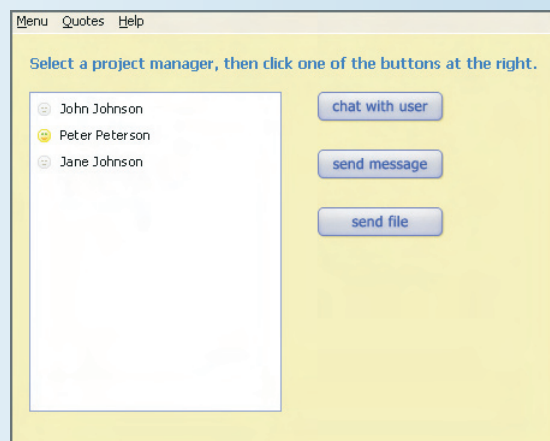 Menu Quotes Help
Select a project manager, then click one of the buttons at the right.
John Johnson
Peter Peterson
Jane Johnson
chat with user
send message
send file